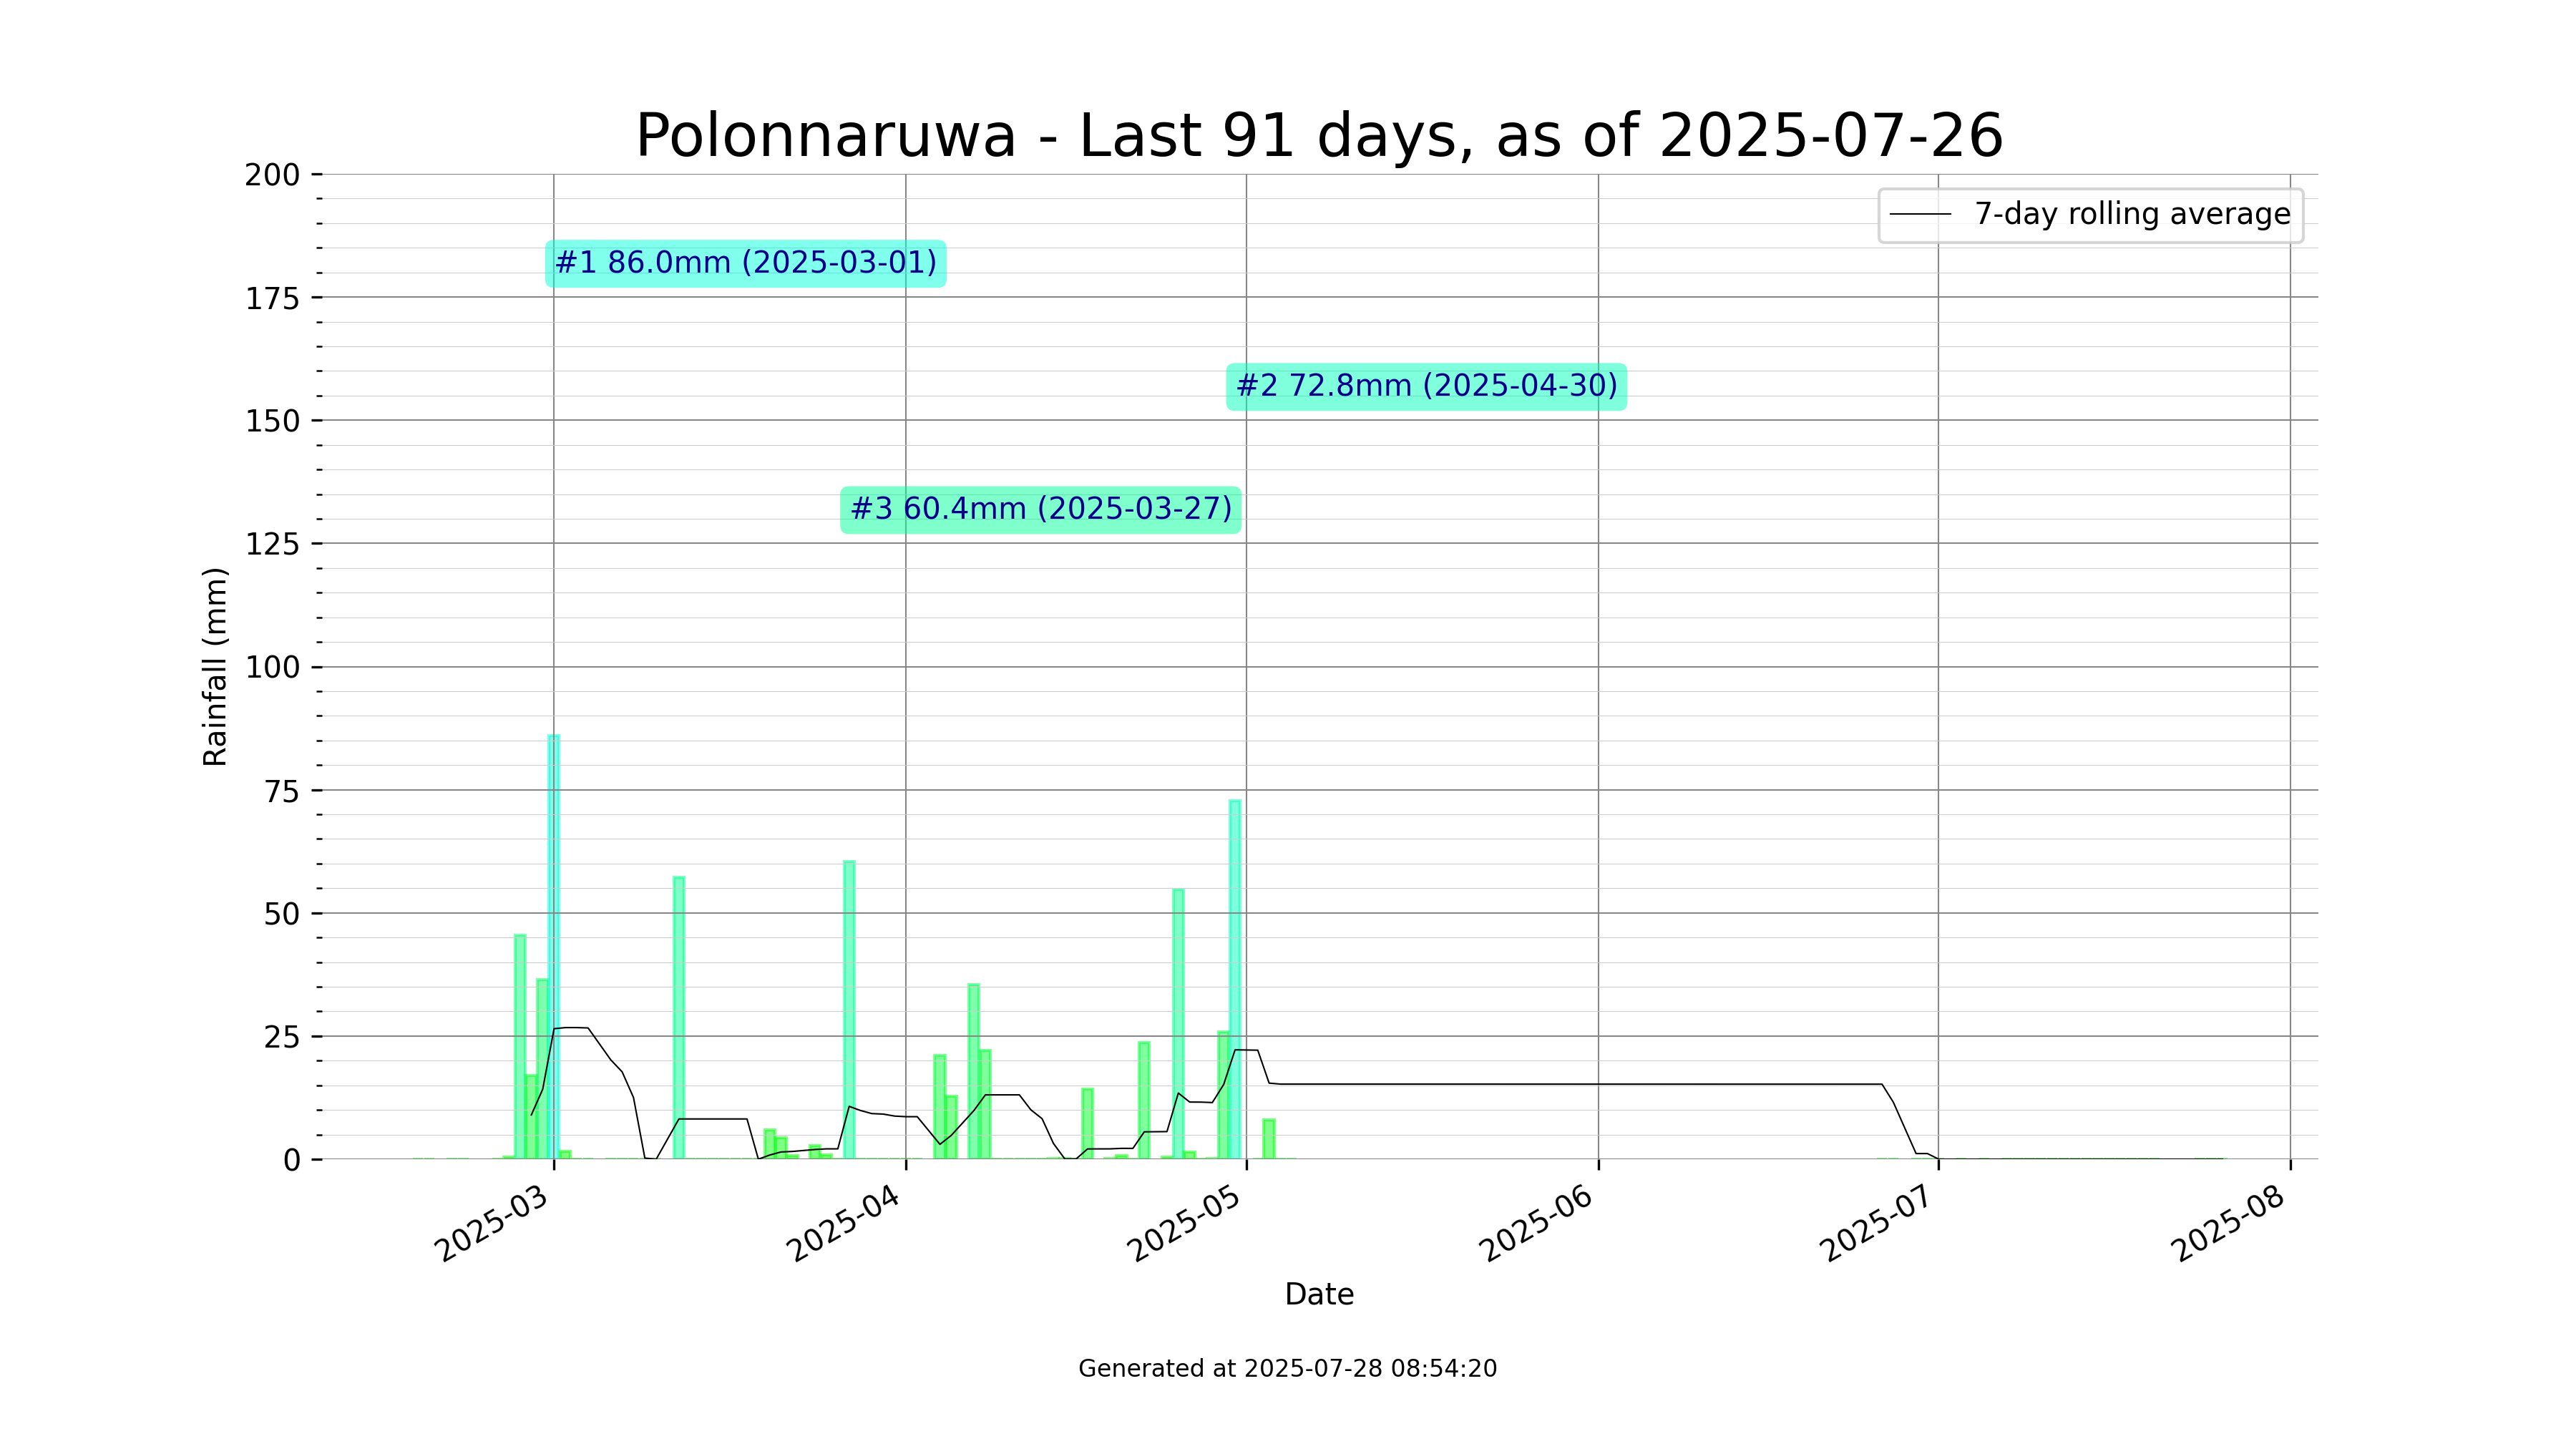 Polonnaruwa - Last 91 days, as of 2025-07-26
200
175
150
125
100
75
50
25
0
Rainfall (mm)
7-day rolling average
#1 86.0mm (2025-03-01)
#2 72.8mm (2025-04-30)
#3 60.4mm (2025-03-27)
2025-03
2025-04
2025-05
2025-06
2025-07
2025-08
Date
Generated at 2025-07-28 08:54:20